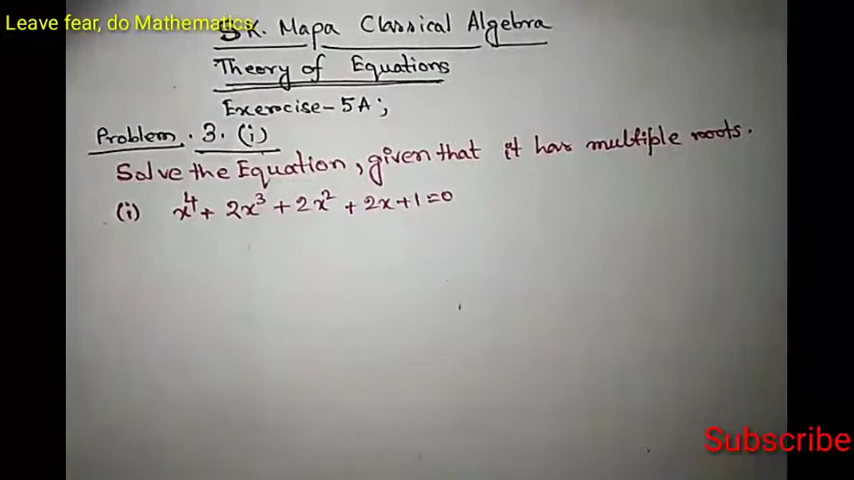 Leave fear, do Mathematics
S.K. Mapa Classical Algebra
Theory of Equations
Exercise-5A;
Problem. 3. (i)
Solve the Equation, given that it has multiple roots.
(i) x⁴ + 2x³ + 2x² + 2x + 1 = 0
Subscribe